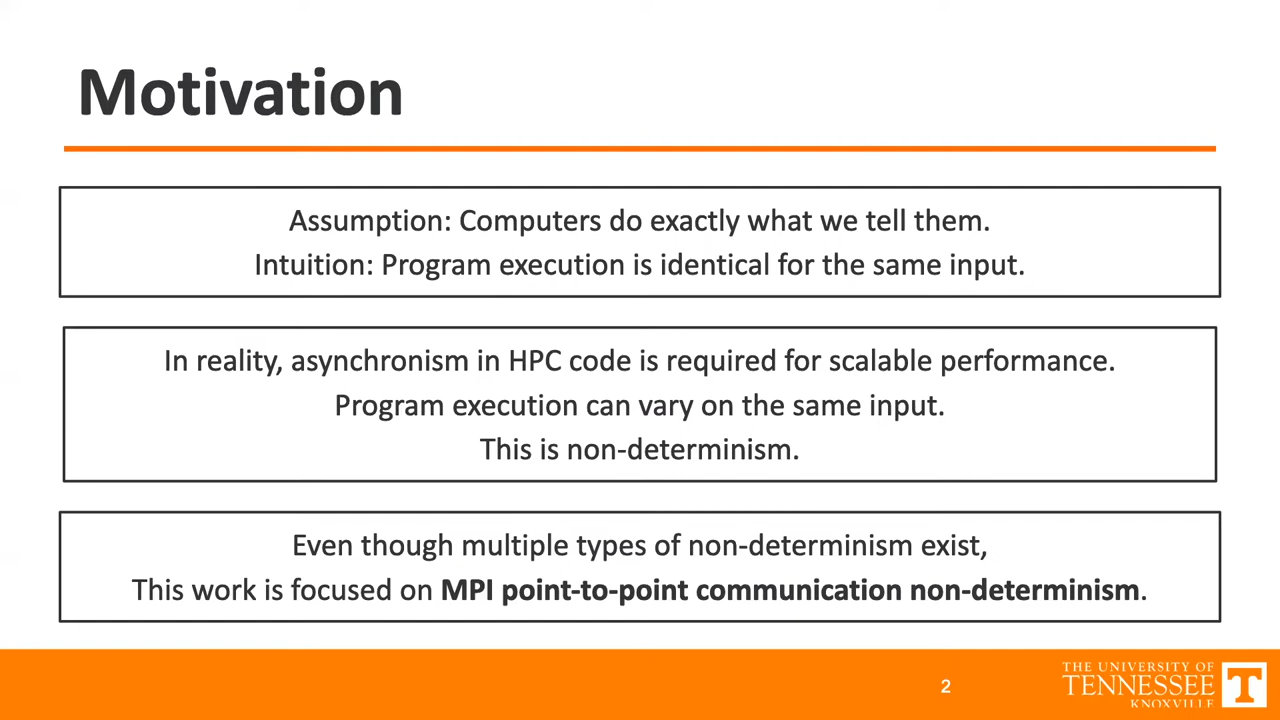 Motivation
Assumption: Computers do exactly what we tell them.
Intuition: Program execution is identical for the same input.
In reality, asynchronism in HPC code is required for scalable performance.
Program execution can vary on the same input.
This is non-determinism.
Even though multiple types of non-determinism exist,
This work is focused on MPI point-to-point communication non-determinism.
2
THE UNIVERSITY OF
TENNESSEE
KNOXVILLE
T